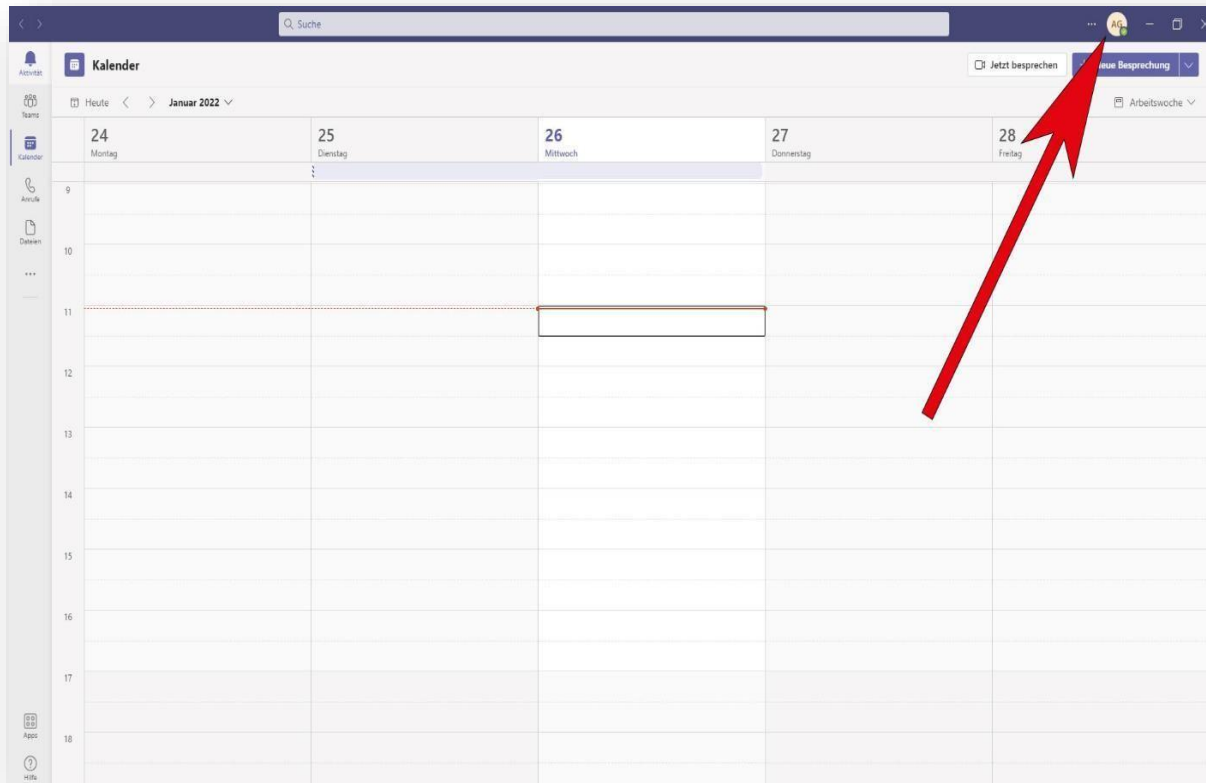 Suche
AG
Aktivität
Kalender
Jetzt besprechen
Neue Besprechung
Teams
Heute
Januar 2022
Arbeitswoche
Kalender
24
Montag
25
Dienstag
26
Mittwoch
27
Donnerstag
28
Freitag
Anrufe
Dateien
9
10
11
12
13
14
15
16
17
18
Apps
Hilfe